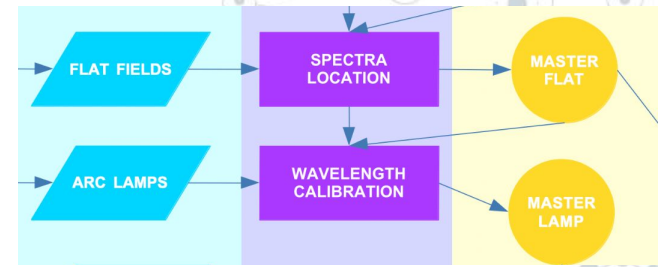 FLAT FIELDS
SPECTRA
LOCATION
MASTER
FLAT
ARC LAMPS
WAVELENGTH
CALIBRATION
MASTER
LAMP